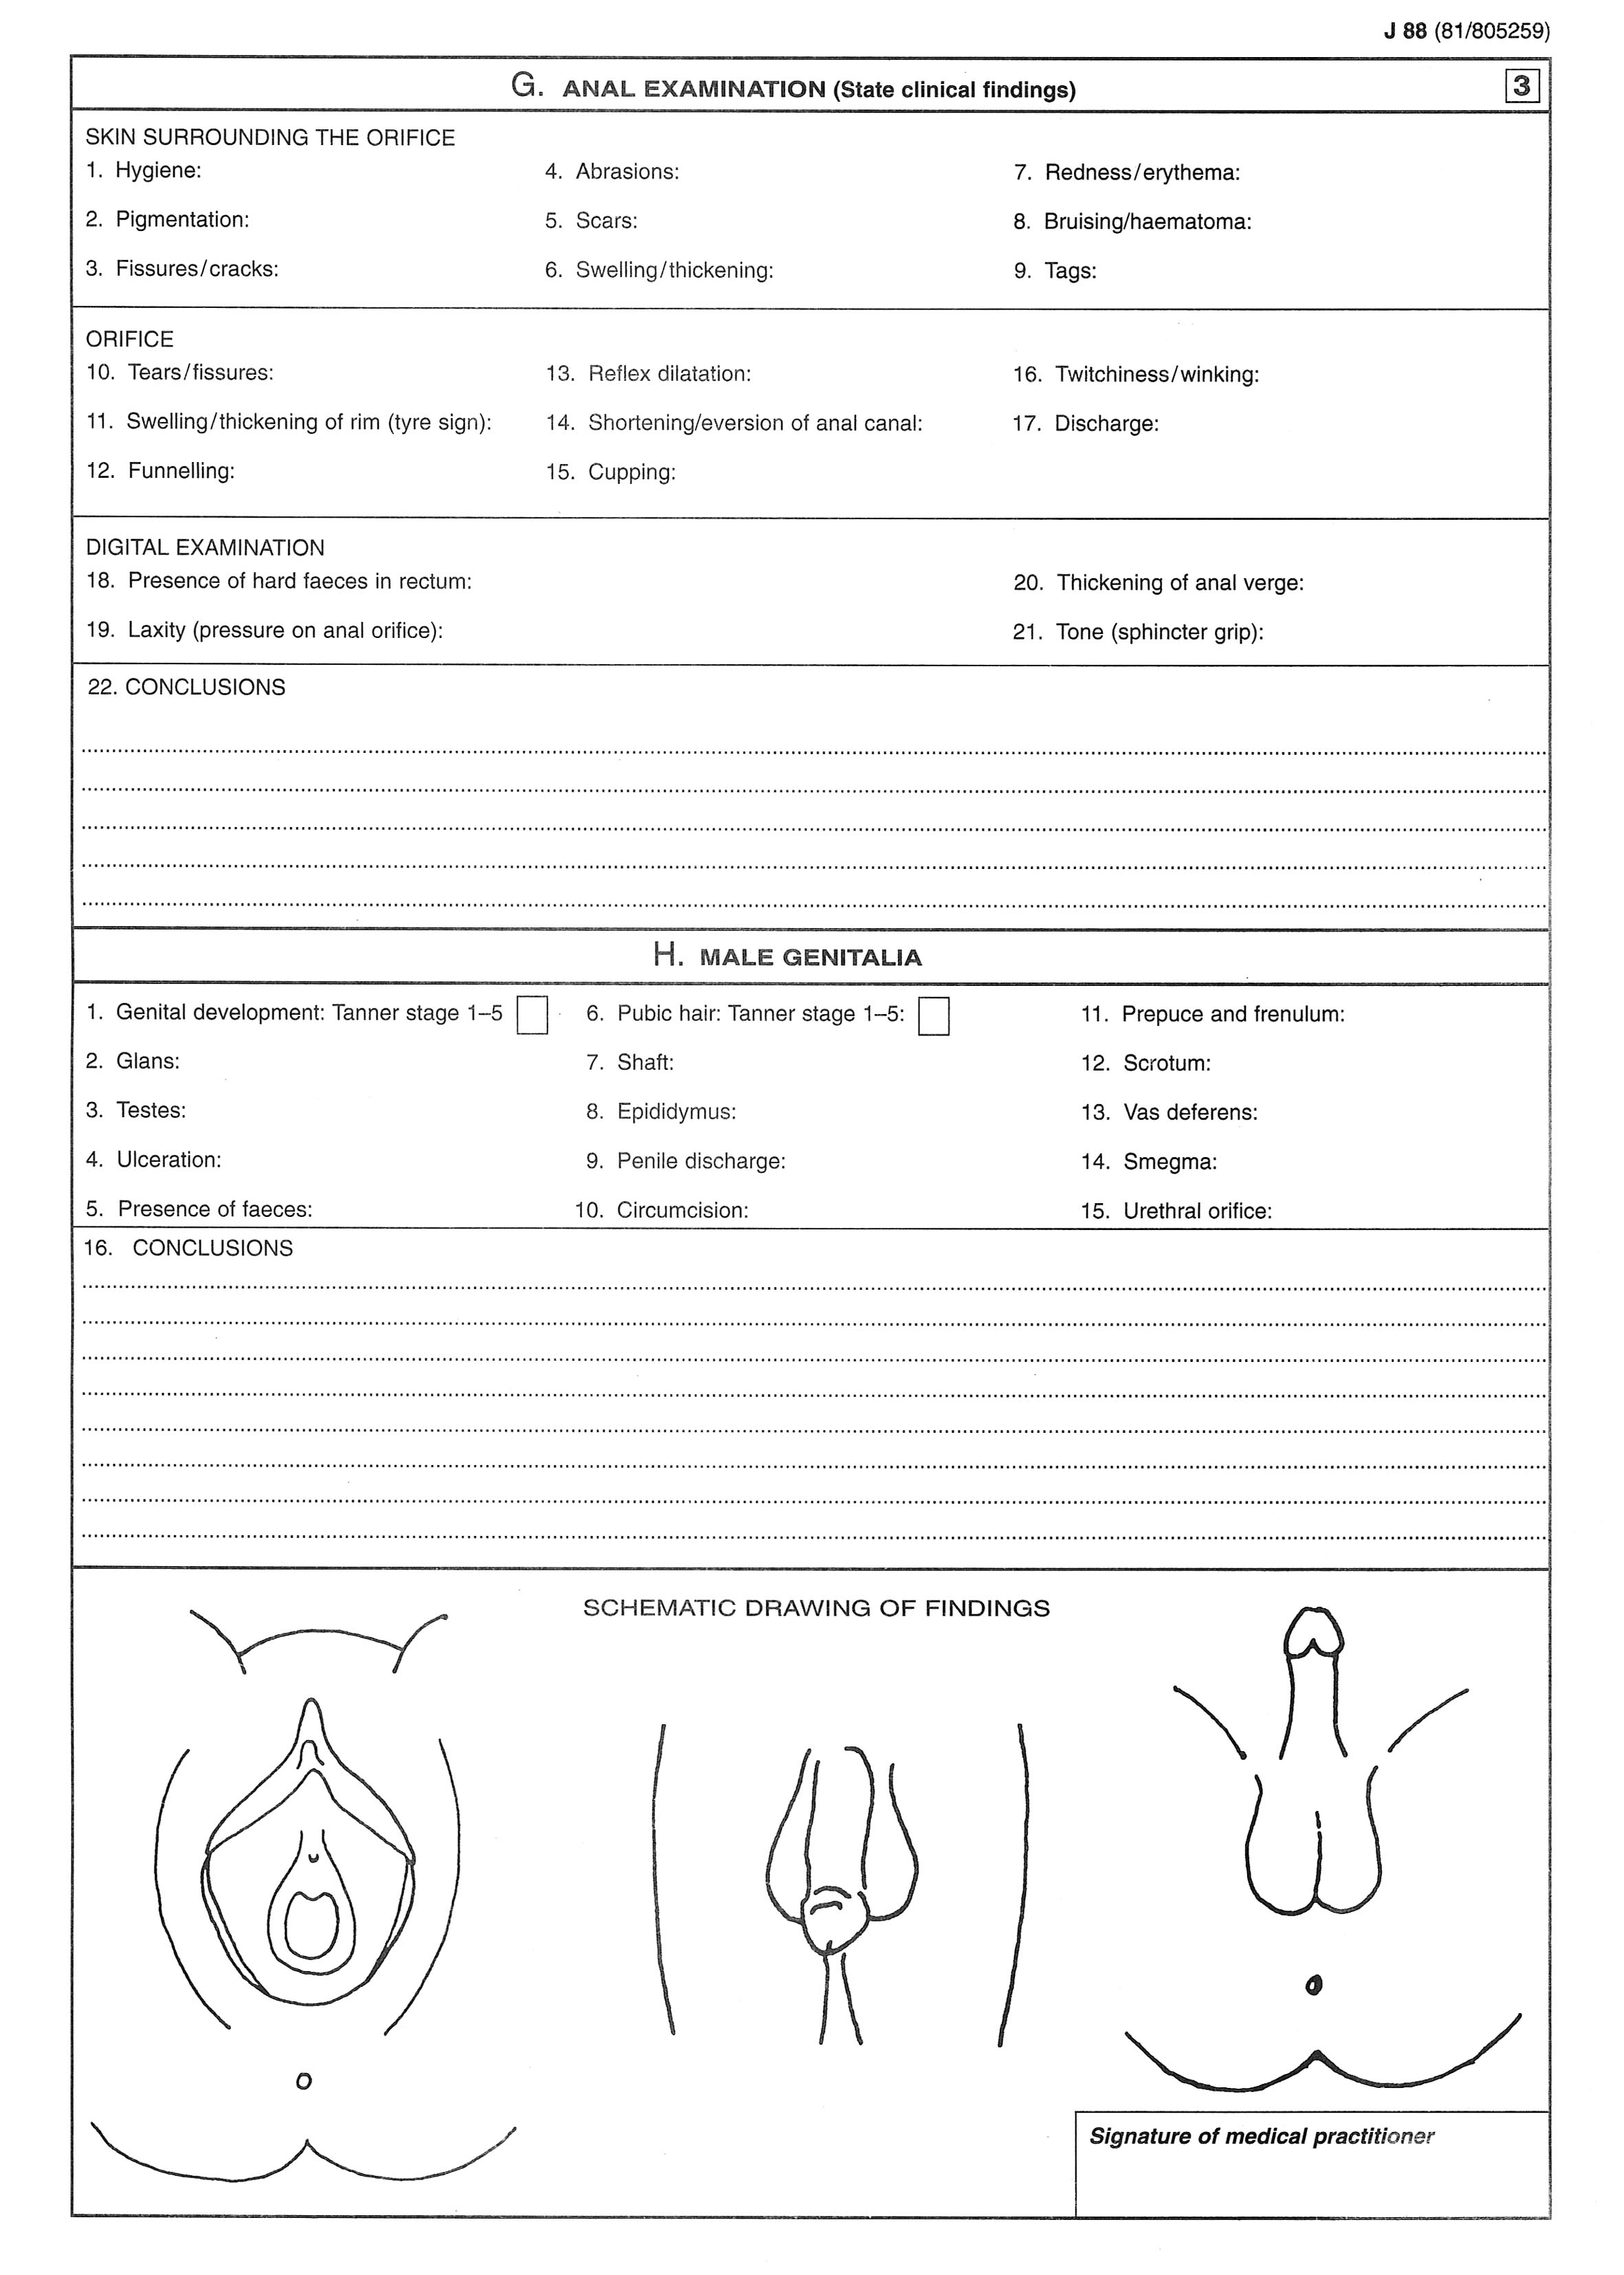 J 88 (81/805259)
G. ANAL EXAMINATION (State clinical findings)
3
SKIN SURROUNDING THE ORIFICE
1. Hygiene:
4. Abrasions:
7. Redness/erythema:
2. Pigmentation:
5. Scars:
8. Bruising/haematoma:
3. Fissures/cracks:
6. Swelling/thickening:
9. Tags:
ORIFICE
10. Tears/fissures:
13. Reflex dilatation:
16. Twitchiness/winking:
11. Swelling/thickening of rim (tyre sign):
14. Shortening/eversion of anal canal:
17. Discharge:
12. Funnelling:
15. Cupping:
DIGITAL EXAMINATION
18. Presence of hard faeces in rectum:
20. Thickening of anal verge:
19. Laxity (pressure on anal orifice):
21. Tone (sphincter grip):
22. CONCLUSIONS
H. MALE GENITALIA
1. Genital development: Tanner stage 1–5
6. Pubic hair: Tanner stage 1–5:
11. Prepuce and frenulum:
2. Glans:
7. Shaft:
12. Scrotum:
3. Testes:
8. Epididymus:
13. Vas deferens:
4. Ulceration:
9. Penile discharge:
14. Smegma:
5. Presence of faeces:
10. Circumcision:
15. Urethral orifice:
16. CONCLUSIONS
SCHEMATIC DRAWING OF FINDINGS
Signature of medical practitioner